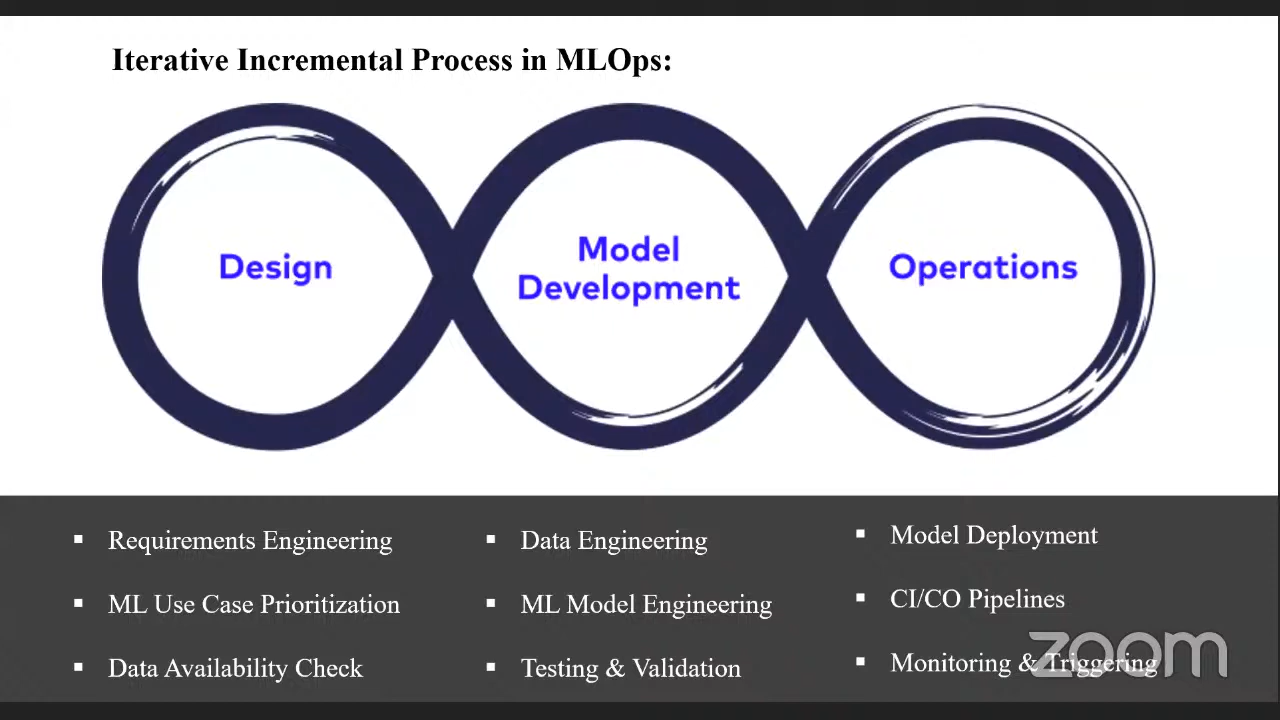 Iterative Incremental Process in MLOps:
Design
Model
Development
Operations
▪ Requirements Engineering
▪ ML Use Case Prioritization
▪ Data Availability Check
▪ Data Engineering
▪ ML Model Engineering
▪ Testing & Validation
▪ Model Deployment
▪ CI/CO Pipelines
▪ Monitoring & Triggering
zoom